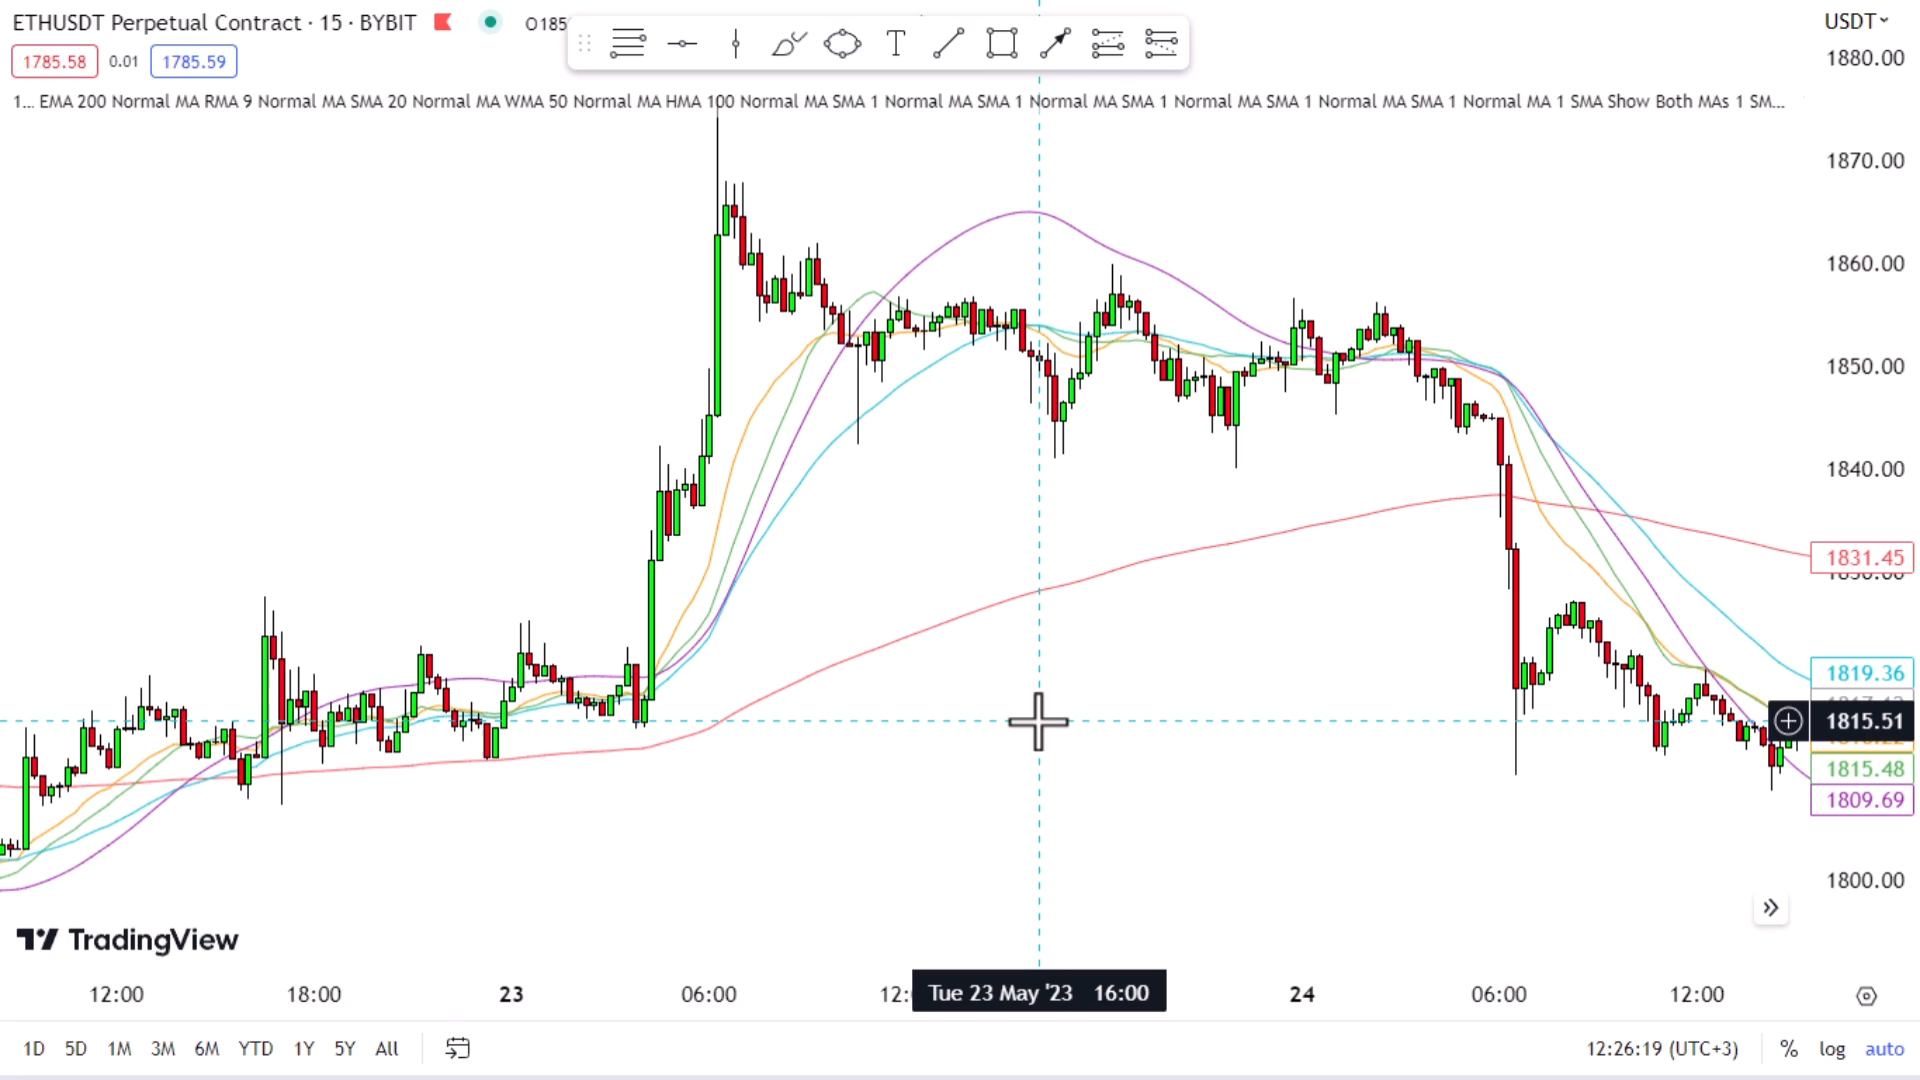 ETHUSDT Perpetual Contract · 15 · BYBIT O185
USDT
1785.58 0.01 1785.59
1... EMA 200 Normal MA RMA 9 Normal MA SMA 20 Normal MA WMA 50 Normal MA HMA 100 Normal MA SMA 1 Normal MA SMA 1 Normal MA SMA 1 Normal MA SMA 1 Normal MA SMA 1 Normal MA 1 SMA Show Both MAs 1 SM...
1880.00
1870.00
1860.00
1850.00
1840.00
1831.45
1830.00
1819.36
1815.51
1815.48
1809.69
1800.00
TradingView
12:00 18:00 23 06:00 12: Tue 23 May '23 16:00 24 06:00 12:00
1D 5D 1M 3M 6M YTD 1Y 5Y All 12:26:19 (UTC+3) % log auto